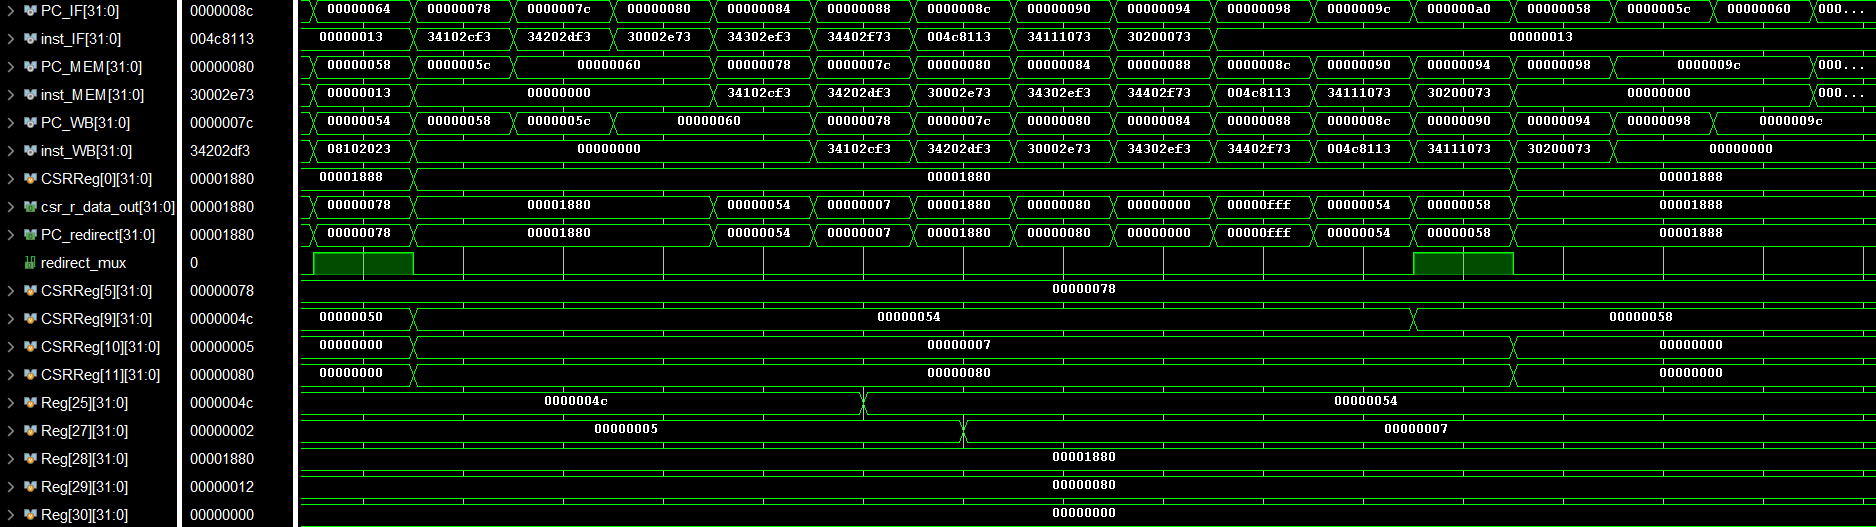 PC_IF[31:0] 0000008c 00000064 00000078 0000007c 00000080 00000084 00000088 0000008c 00000090 00000094 00000098 0000009c 000000a0 00000058 0000005c 00000060 000...
inst_IF[31:0] 004c8113 00000013 34102cf3 34202df3 30002e73 34302ef3 34402f73 004c8113 34111073 30200073 00000013
PC_MEM[31:0] 00000080 00000058 0000005c 00000060 00000078 0000007c 00000080 00000084 00000088 0000008c 00000090 00000094 00000098 0000009c 000...
inst_MEM[31:0] 30002e73 00000013 00000000 34102cf3 34202df3 30002e73 34302ef3 34402f73 004c8113 34111073 30200073 00000000 000...
PC_WB[31:0] 0000007c 00000054 00000058 0000005c 00000060 00000078 0000007c 00000080 00000084 00000088 0000008c 00000090 00000094 00000098 0000009c
inst_WB[31:0] 34202df3 08102023 00000000 34102cf3 34202df3 30002e73 34302ef3 34402f73 004c8113 34111073 30200073 00000000
CSRReg[0][31:0] 00001880 00001888 00001880 00001888
csr_r_data_out[31:0] 00001880 00000078 00001880 00000054 00000007 00001880 00000080 00000000 00000fff 00000054 00000058 00001888
PC_redirect[31:0] 00001880 00000078 00001880 00000054 00000007 00001880 00000080 00000000 00000fff 00000054 00000058 00001888
redirect_mux 0
CSRReg[5][31:0] 00000078 00000078
CSRReg[9][31:0] 0000004c 00000050 00000054 00000058
CSRReg[10][31:0] 00000005 00000000 00000007 00000000
CSRReg[11][31:0] 00000080 00000000 00000080 00000000
Reg[25][31:0] 0000004c 0000004c 00000054
Reg[27][31:0] 00000002 00000005 00000007
Reg[28][31:0] 00001880 00001880
Reg[29][31:0] 00000012 00000080
Reg[30][31:0] 00000000 00000000